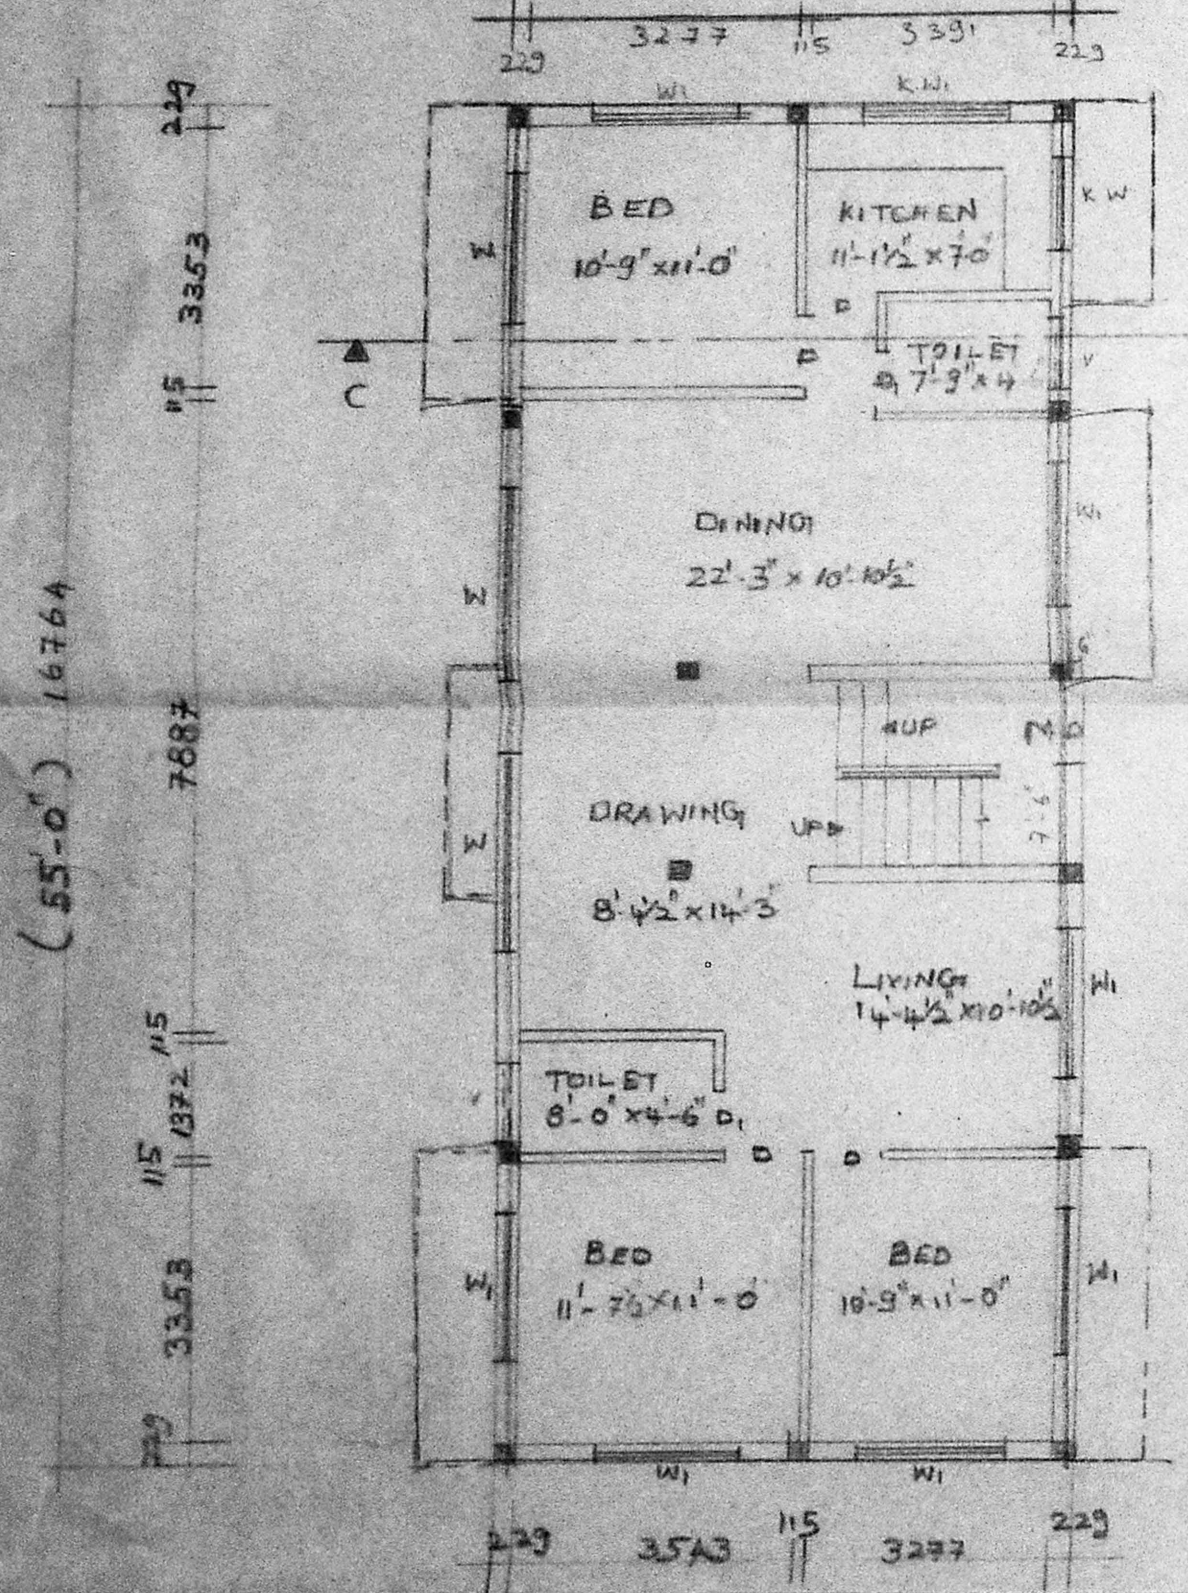 3277
115
3391
229
229
W1
K.W1
229
BED
10'-9" x 11'-0"
KITCHEN
11'-1½" x 7'-0"
K W
W
3353
D
D
TOILET
D1 7'-9" x 4
V
115
C
DINING
22'-3" x 10'-10½"
W1
W
(55'-0") 16764
7887
UP
DRAWING
UP
7'-6"
W
8'-4½" x 14'-3"
LIVING
14'-4½" x 10'-10½"
W1
115
TOILET
8'-0" x 4'-6" D1
1372
115
D
D
BED
11'-7½ x 11'-0"
BED
10'-9" x 11'-0"
W1
W1
3353
229
W1
W1
229
3543
115
3277
229